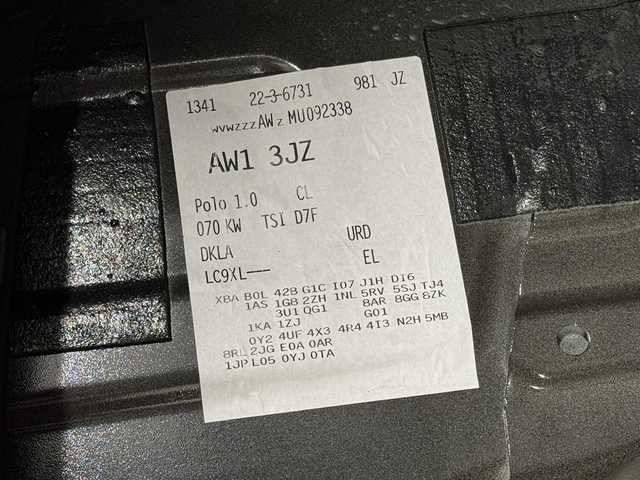 1341 22-3-6731 981 JZ
WVWZZZAWZMU092338
AW1 3JZ
Polo 1.0 CL
070 KW TSI D7F
DKLA URD
LC9XL--- EL
XBA B0L 42B G1C I07 J1H DI6
1AS 1G8 2ZH 1NL 5RV 5SJ TJ4
3U1 QG1 8AR 8GG 8ZK
1KA 1ZJ G01
0Y2 4UF 4X3 4R4 4I3 N2H 5MB
8RL 2JG E0A 0AR
1JP L05 0YJ 0TA